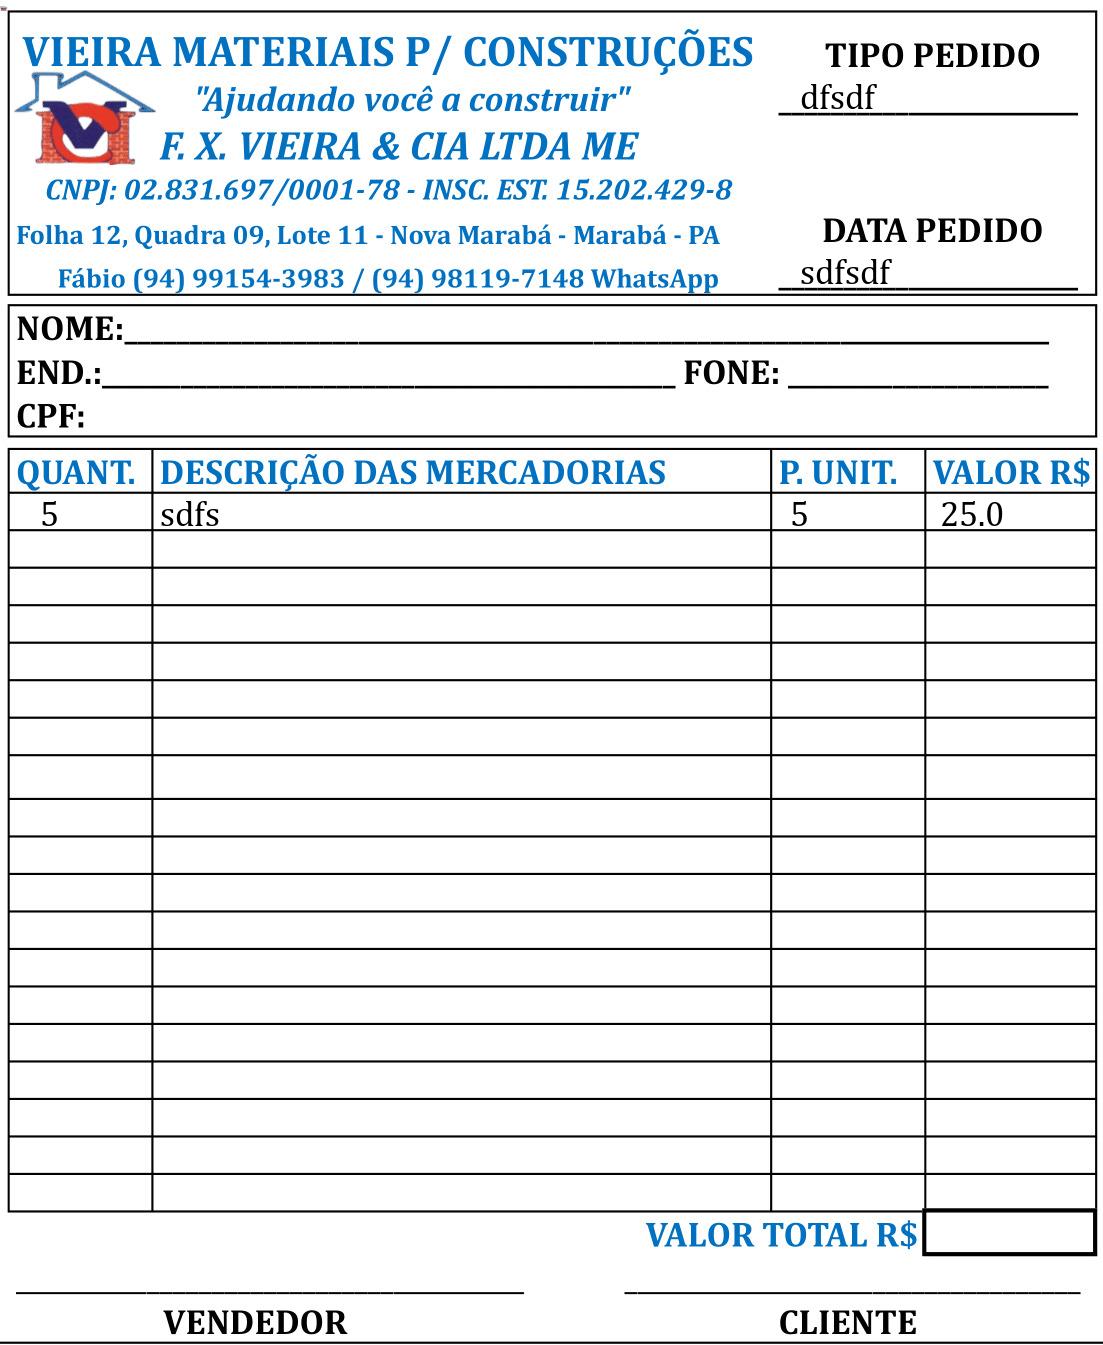 VIEIRA MATERIAIS P/ CONSTRUÇÕES
"Ajudando você a construir"
F. X. VIEIRA & CIA LTDA ME
CNPJ: 02.831.697/0001-78 - INSC. EST. 15.202.429-8
Folha 12, Quadra 09, Lote 11 - Nova Marabá - Marabá - PA
Fábio (94) 99154-3983 / (94) 98119-7148 WhatsApp
TIPO PEDIDO
dfsdf
DATA PEDIDO
sdfsdf
NOME:
END.: FONE:
CPF:
QUANT. DESCRIÇÃO DAS MERCADORIAS P. UNIT. VALOR R$
5 sdfs 5 25.0
VALOR TOTAL R$
VENDEDOR CLIENTE